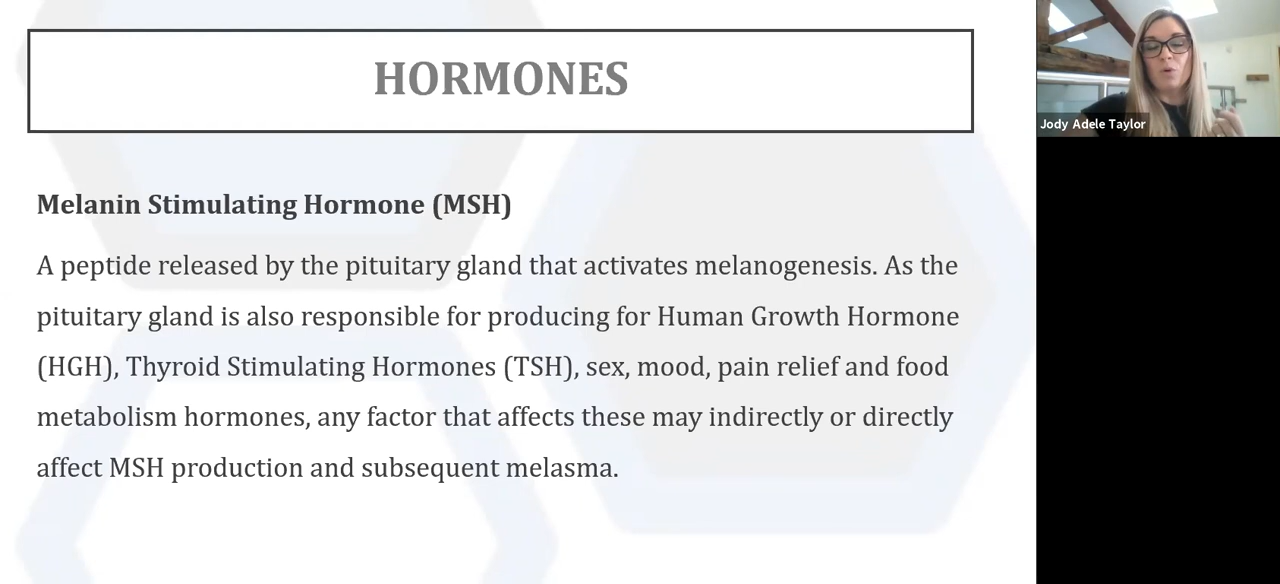 HORMONES
Melanin Stimulating Hormone (MSH)
A peptide released by the pituitary gland that activates melanogenesis. As the
pituitary gland is also responsible for producing for Human Growth Hormone
(HGH), Thyroid Stimulating Hormones (TSH), sex, mood, pain relief and food
metabolism hormones, any factor that affects these may indirectly or directly
affect MSH production and subsequent melasma.
Jody Adele Taylor